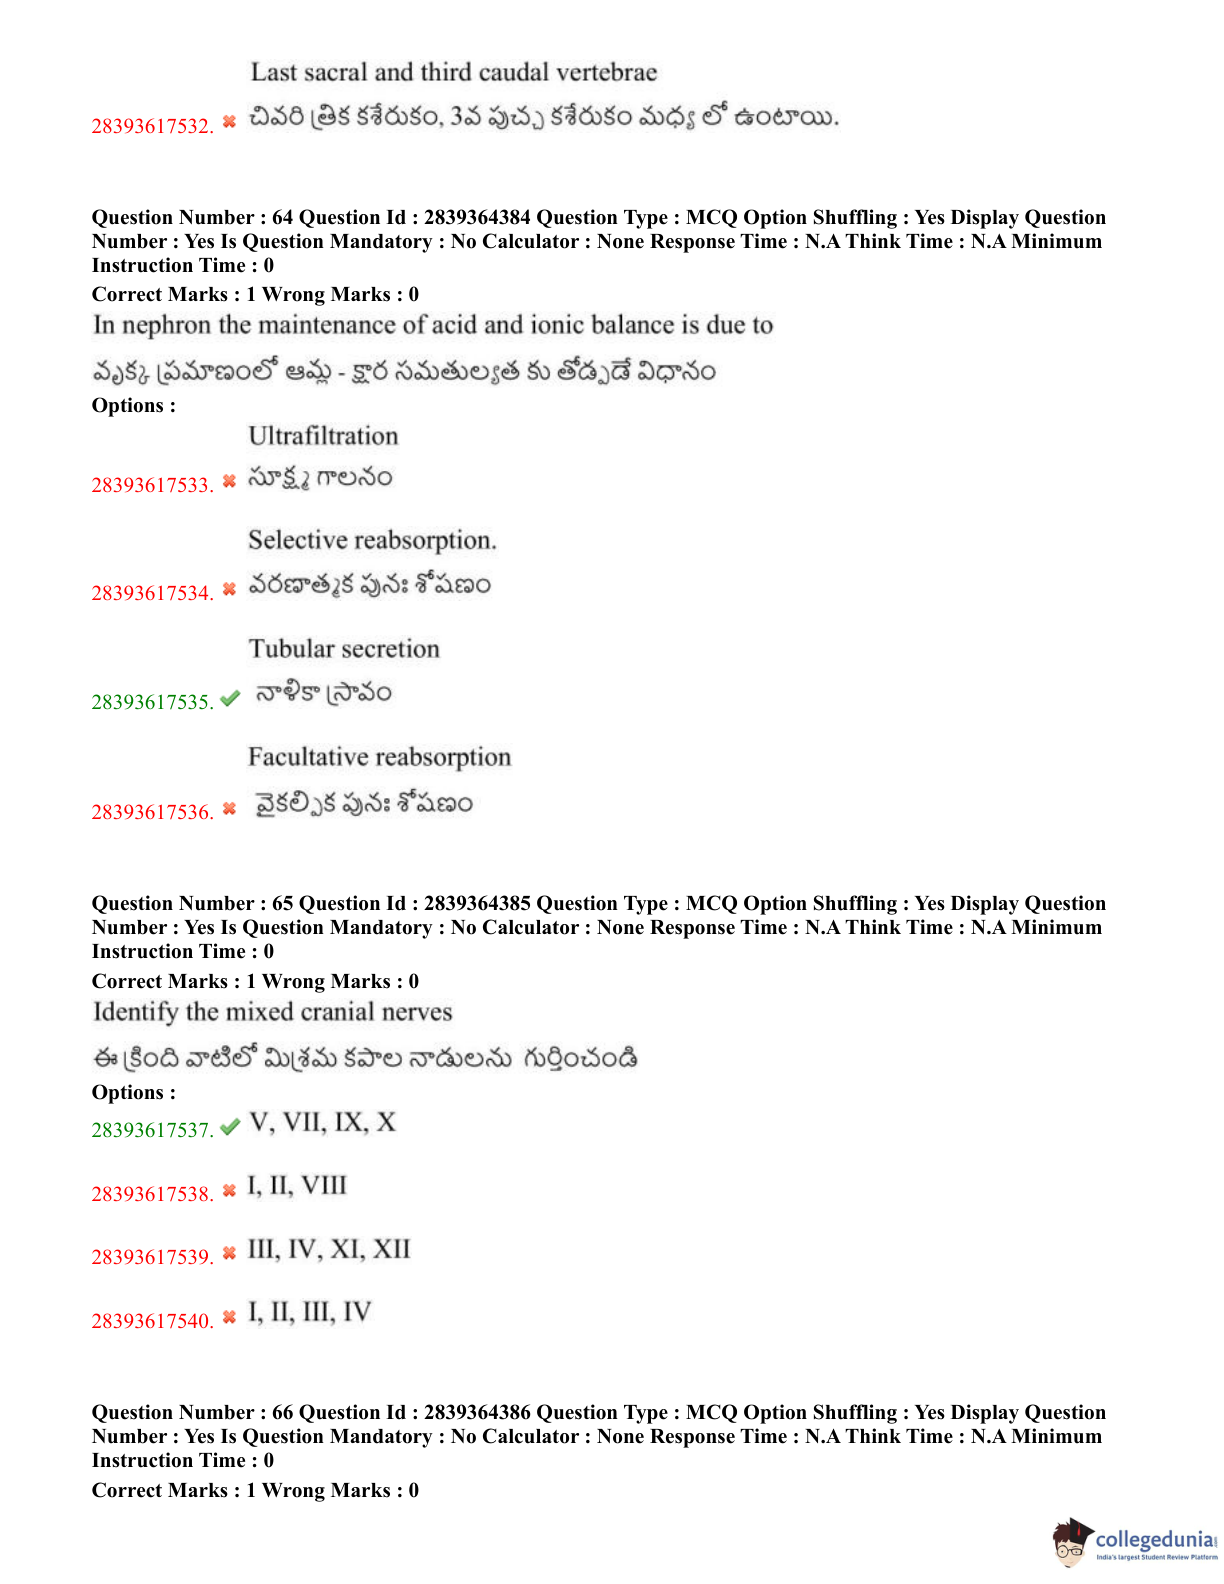 Last sacral and third caudal vertebrae
28393617532. చివరి త్రిక కశేరుకం, 3వ పుచ్ఛ కశేరుకం మధ్య లో ఉంటాయి.
Question Number : 64 Question Id : 2839364384 Question Type : MCQ Option Shuffling : Yes Display Question
Number : Yes Is Question Mandatory : No Calculator : None Response Time : N.A Think Time : N.A Minimum
Instruction Time : 0
Correct Marks : 1 Wrong Marks : 0
In nephron the maintenance of acid and ionic balance is due to
వృక్క ప్రమాణంలో ఆమ్ల - క్షార సమతుల్యత కు తోడ్పడే విధానం
Options :
Ultrafiltration
28393617533. సూక్ష్మ గాలనం
Selective reabsorption.
28393617534. వరణాత్మక పునః శోషణం
Tubular secretion
28393617535. నాళికా స్రావం
Facultative reabsorption
28393617536. వైకల్పిక పునః శోషణం
Question Number : 65 Question Id : 2839364385 Question Type : MCQ Option Shuffling : Yes Display Question
Number : Yes Is Question Mandatory : No Calculator : None Response Time : N.A Think Time : N.A Minimum
Instruction Time : 0
Correct Marks : 1 Wrong Marks : 0
Identify the mixed cranial nerves
ఈ క్రింది వాటిలో మిశ్రమ కపాల నాడులను గుర్తించండి
Options :
28393617537. V, VII, IX, X
28393617538. I, II, VIII
28393617539. III, IV, XI, XII
28393617540. I, II, III, IV
Question Number : 66 Question Id : 2839364386 Question Type : MCQ Option Shuffling : Yes Display Question
Number : Yes Is Question Mandatory : No Calculator : None Response Time : N.A Think Time : N.A Minimum
Instruction Time : 0
Correct Marks : 1 Wrong Marks : 0
collegedunia
India's largest Student Review Platform